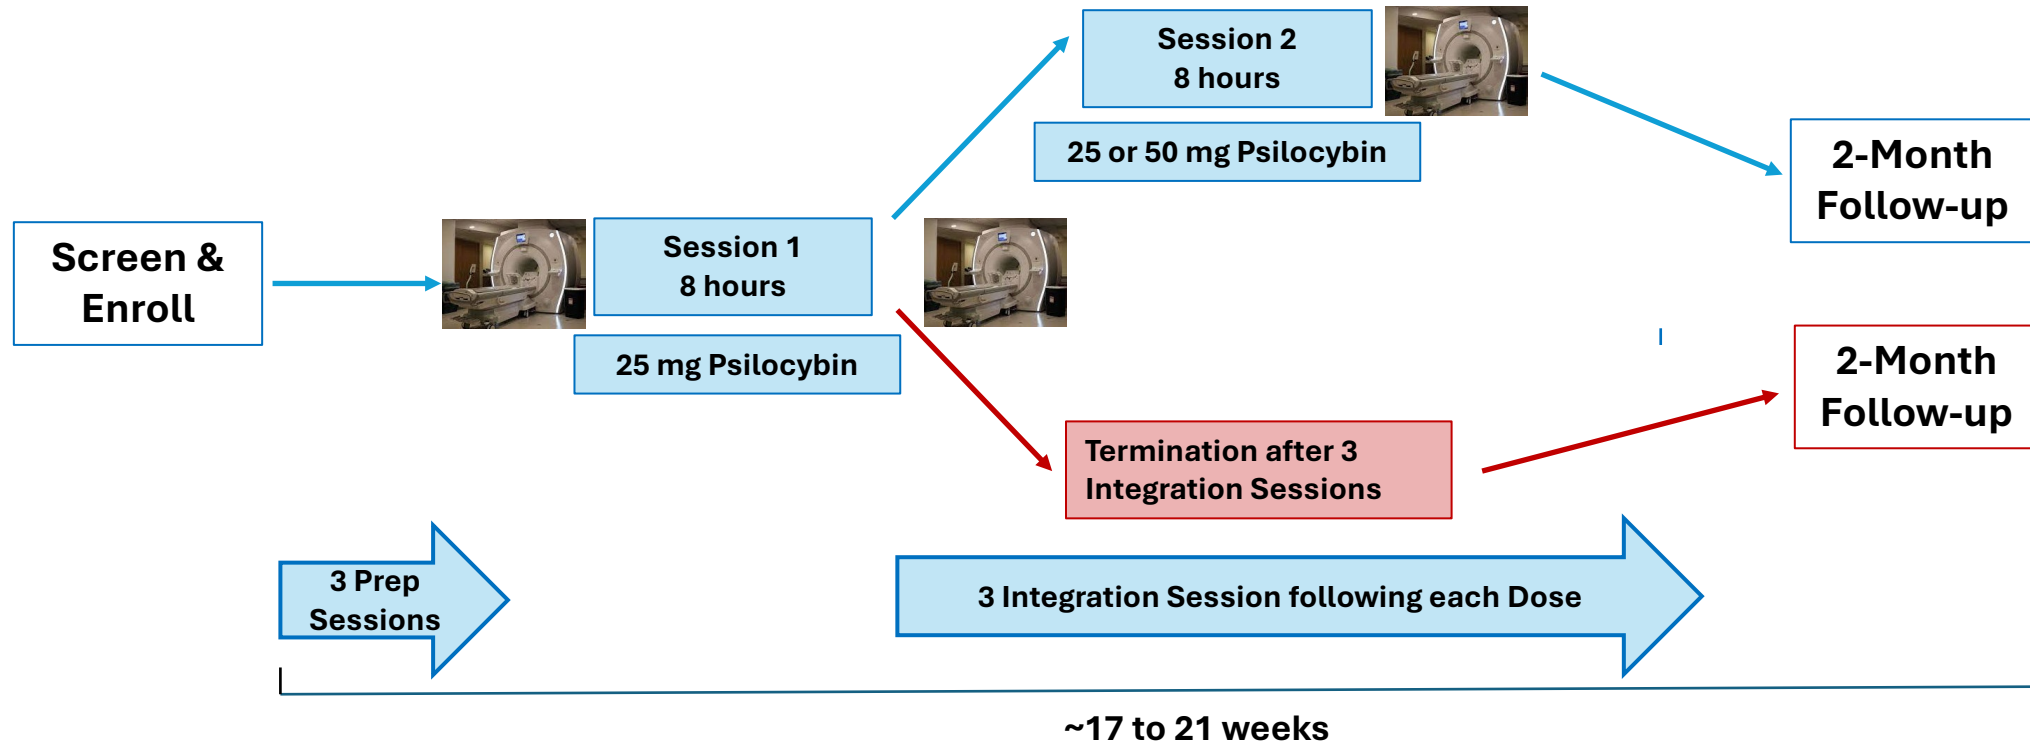 Session 2
8 hours
25 or 50 mg Psilocybin
2-Month
Follow-up
Screen &
Enroll
Session 1
8 hours
25 mg Psilocybin
2-Month
Follow-up
Termination after 3
Integration Sessions
3 Prep
Sessions
3 Integration Session following each Dose
~17 to 21 weeks